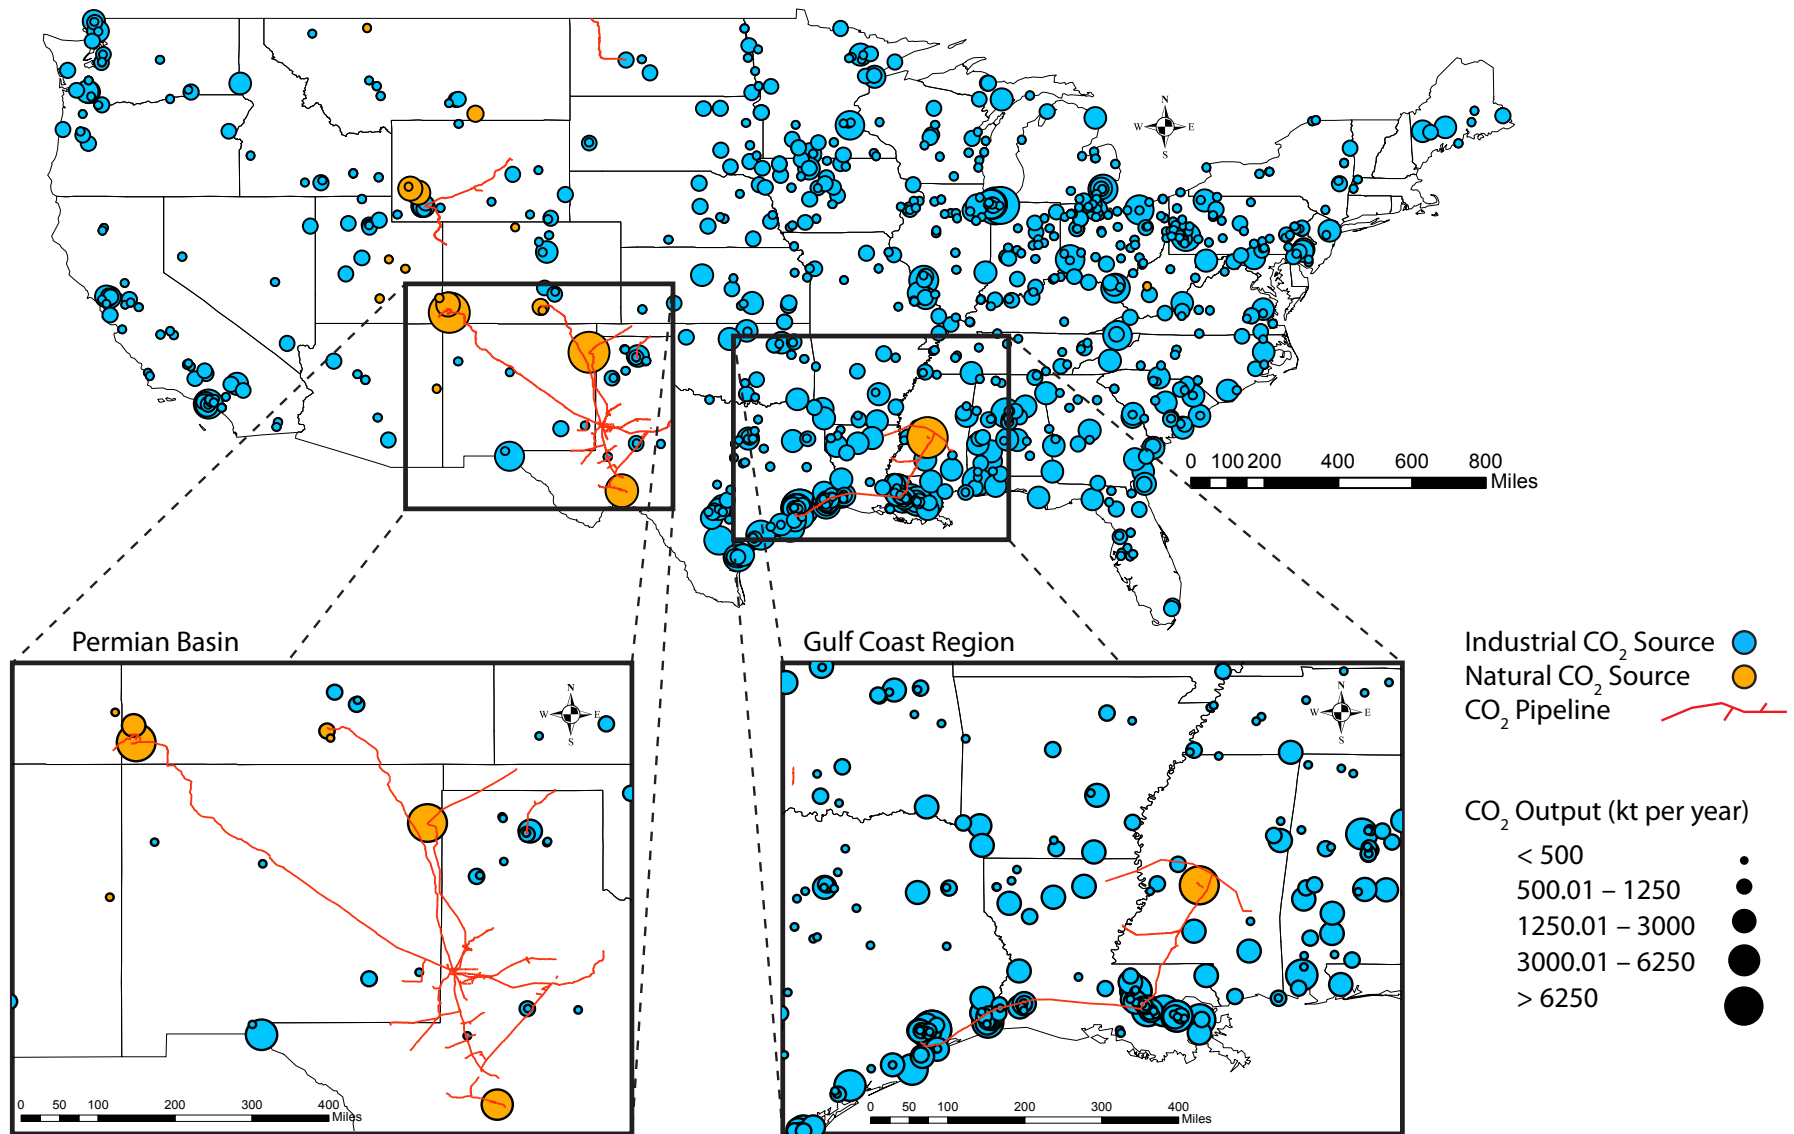 N
W E
S
0 100 200 400 600 800 Miles
Permian Basin
Gulf Coast Region
Industrial CO2 Source
Natural CO2 Source
CO2 Pipeline
N
W E
S
N
W E
S
CO2 Output (kt per year)
< 500
500.01 – 1250
1250.01 – 3000
3000.01 – 6250
> 6250
0 50 100 200 300 400 Miles
0 50 100 200 300 400 Miles